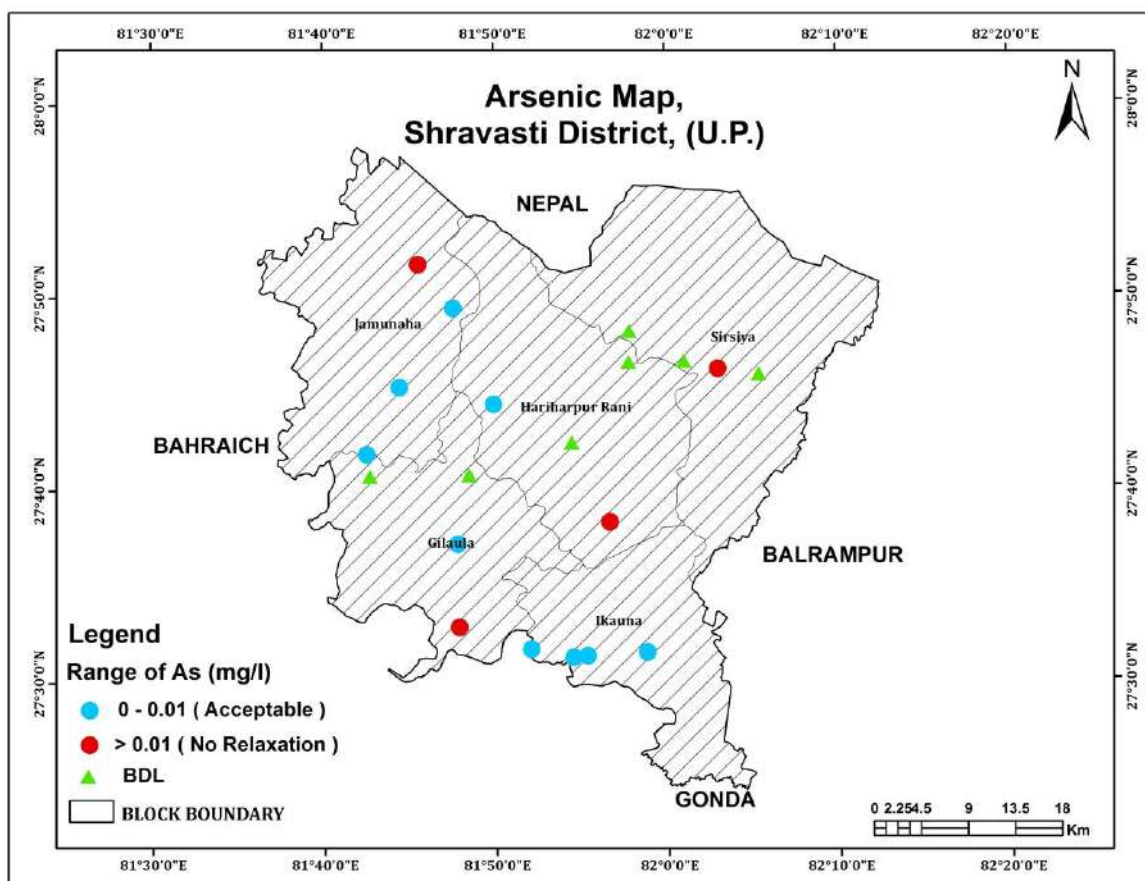 81°30'0"E 81°40'0"E 81°50'0"E 82°0'0"E 82°10'0"E 82°20'0"E
28°0'0"N
28°0'0"N
N
Arsenic Map,
Shravasti District, (U.P.)
NEPAL
27°50'0"N
27°50'0"N
Jamunaha
Sirsiya
Hariharpur Rani
BAHRAICH
27°40'0"N
27°40'0"N
Gilaula
BALRAMPUR
Ikauna
27°30'0"N
27°30'0"N
Legend
Range of As (mg/l)
0 - 0.01 ( Acceptable )
> 0.01 ( No Relaxation )
BDL
BLOCK BOUNDARY
GONDA
0 2.25 4.5 9 13.5 18
Km
81°30'0"E 81°40'0"E 81°50'0"E 82°0'0"E 82°10'0"E 82°20'0"E